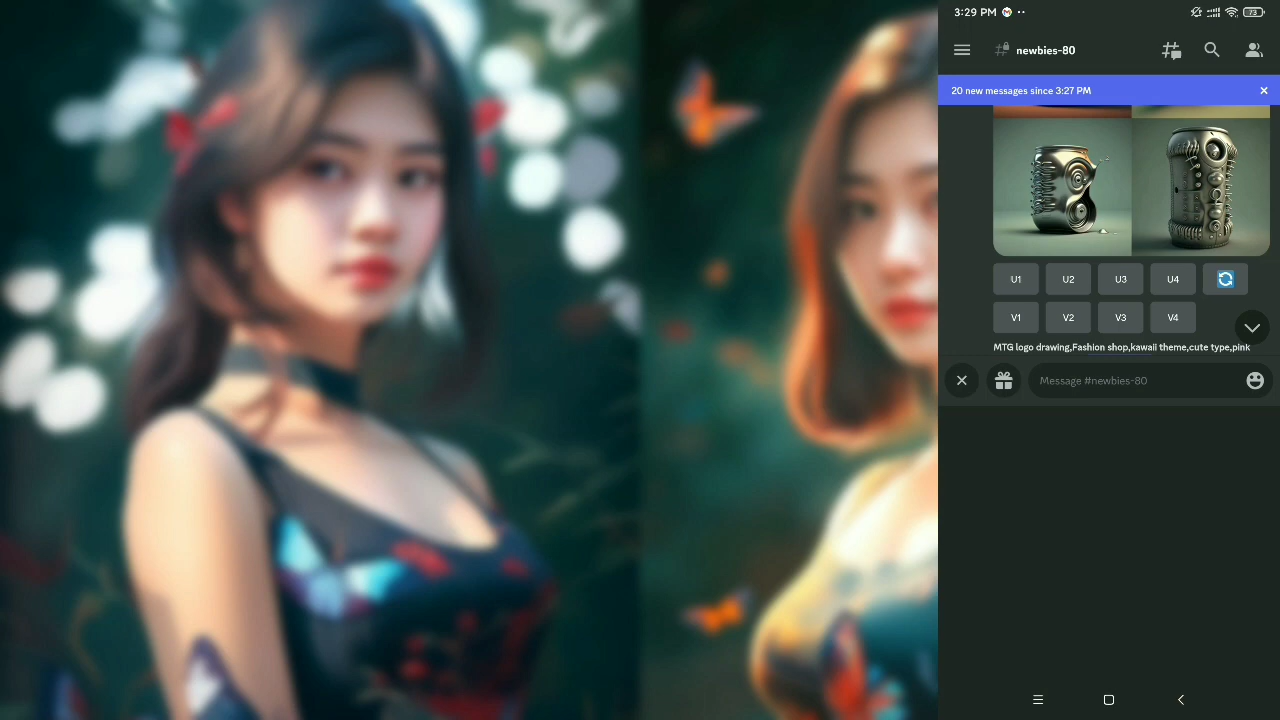 3:29 PM
73
newbies-80
20 new messages since 3:27 PM
U1 U2 U3 U4
V1 V2 V3 V4
MTG logo drawing,Fashion shop,kawaii theme,cute type,pink
Message #newbies-80